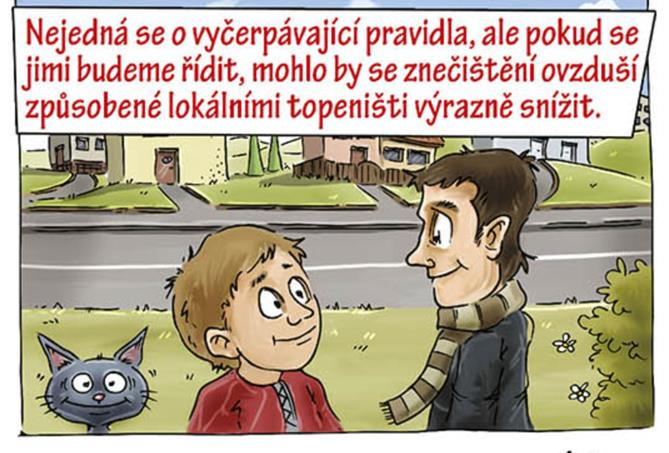 Nejedná se o vyčerpávající pravidla, ale pokud se
jimi budeme řídit, mohlo by se znečištění ovzduší
způsobené lokálními topeništi výrazně snížit.